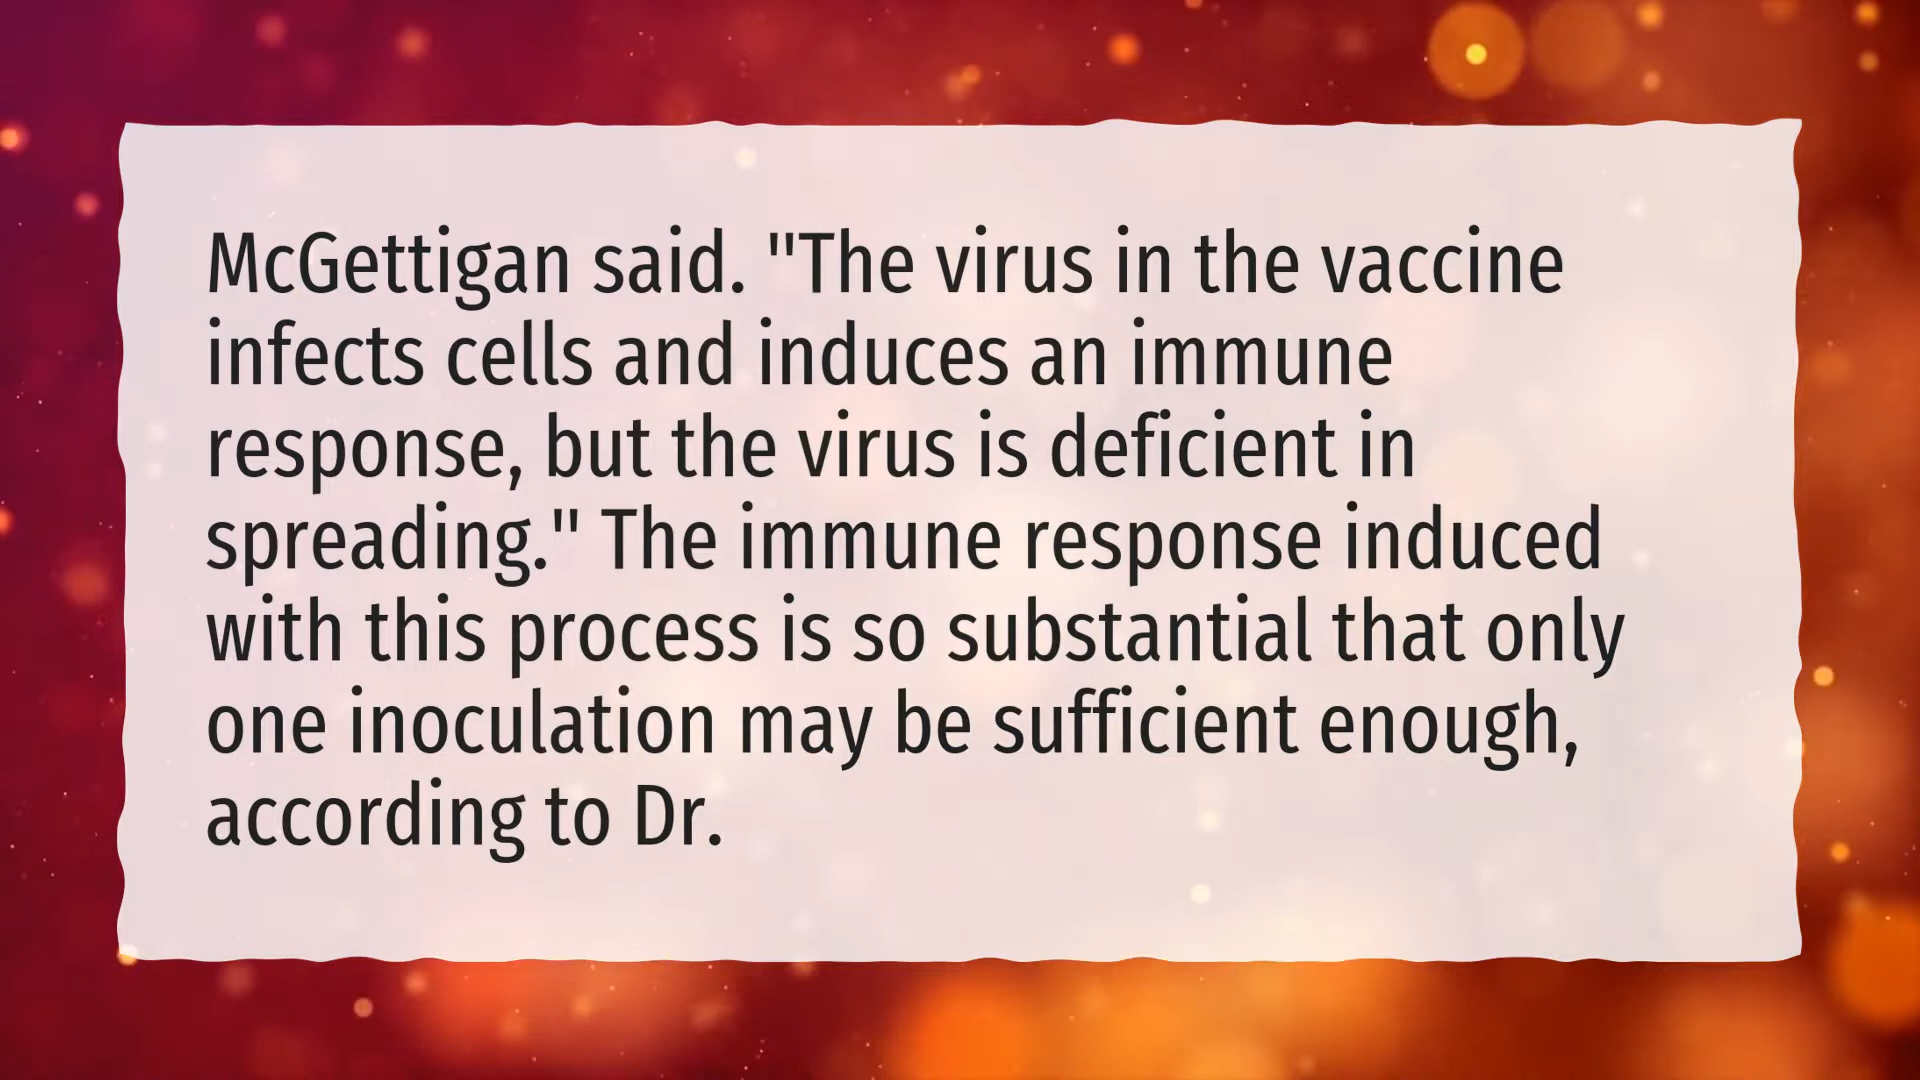 McGettigan said. "The virus in the vaccine
infects cells and induces an immune
response, but the virus is deficient in
spreading." The immune response induced
with this process is so substantial that only
one inoculation may be sufficient enough,
according to Dr.